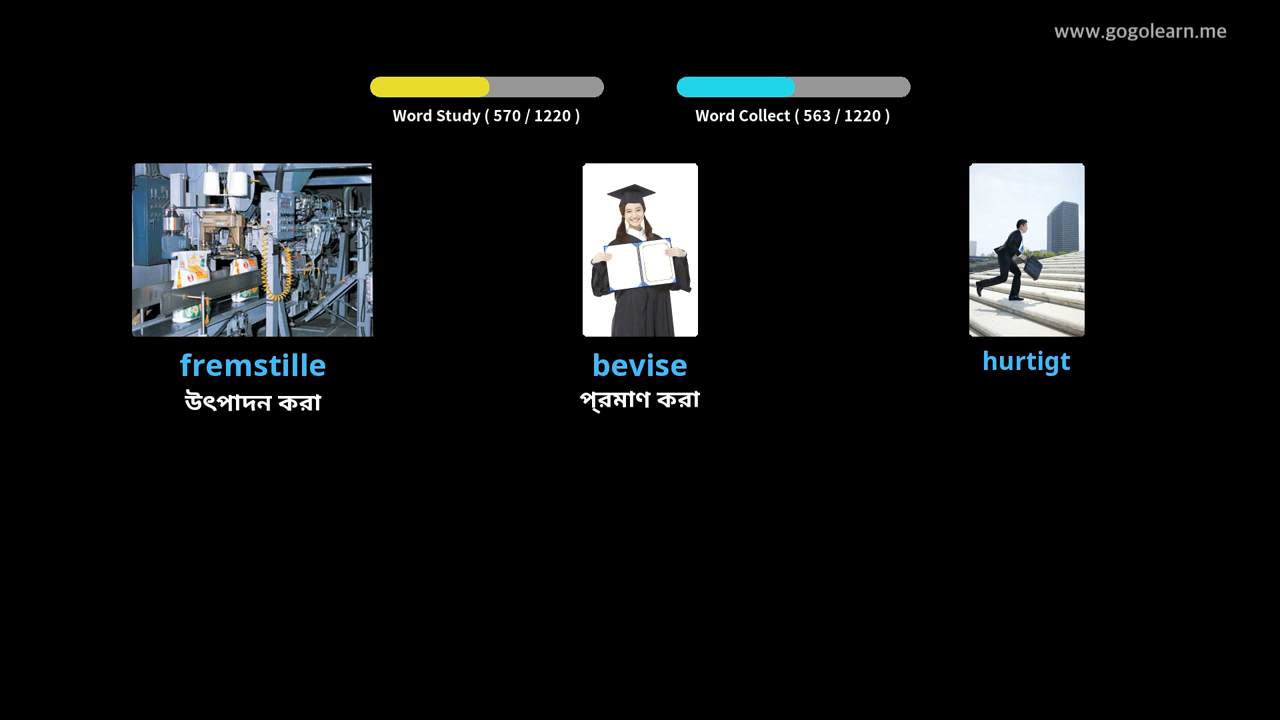 www.gogolearn.me
Word Study ( 570 / 1220 )
Word Collect ( 563 / 1220 )
fremstille
উৎপাদন করা
bevise
প্রমাণ করা
hurtigt